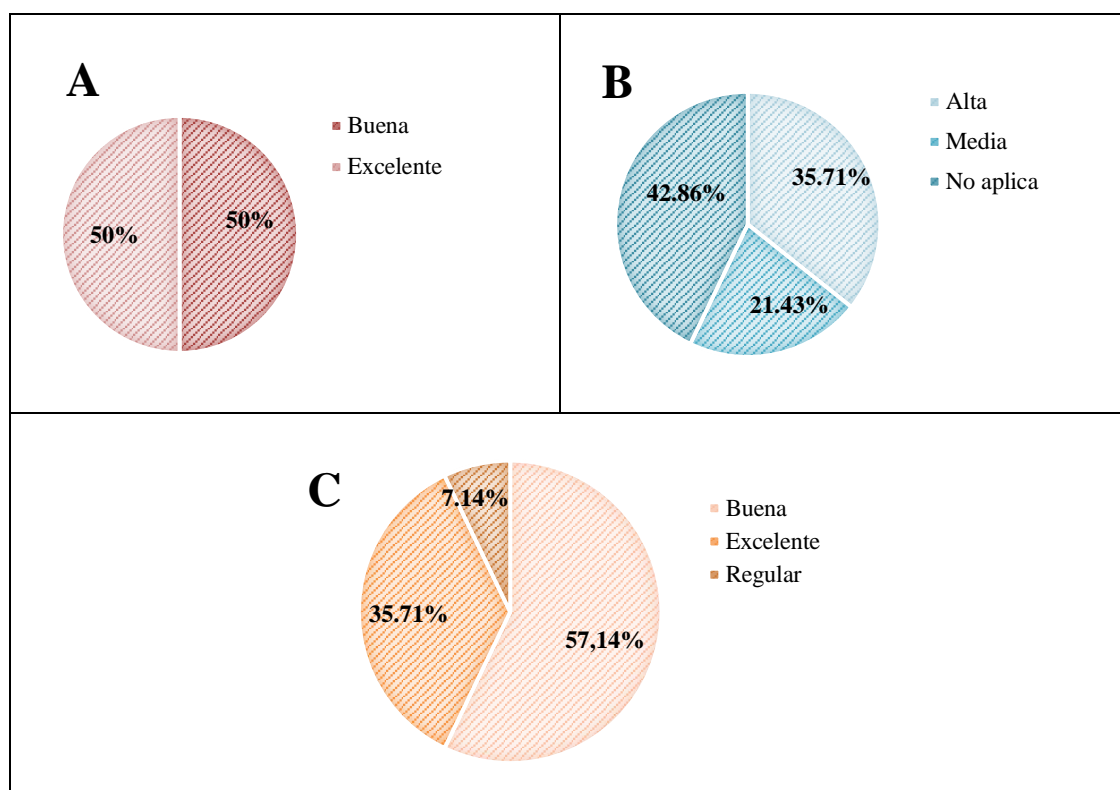 A
Buena
Excelente
50%
50%
B
Alta
Media
No aplica
35.71%
42.86%
21.43%
C
Buena
Excelente
Regular
7.14%
35.71%
57,14%